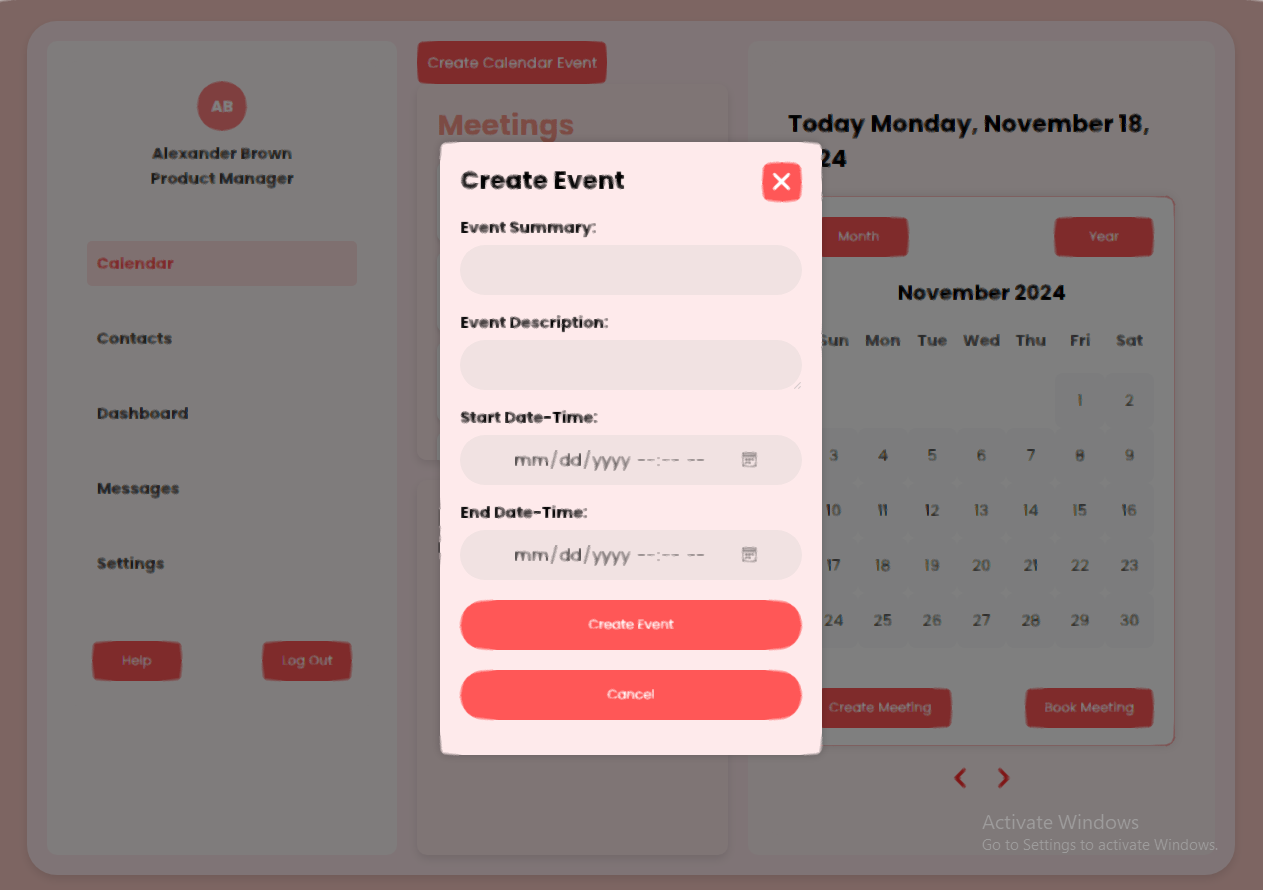 AB
Alexander Brown
Product Manager
Calendar
Contacts
Dashboard
Messages
Settings
Help
Log Out
Create Calendar Event
Meetings
Create Event
Event Summary:
Event Description:
Start Date-Time:
mm/dd/yyyy --:-- --
End Date-Time:
mm/dd/yyyy --:-- --
Create Event
Cancel
Today Monday, November 18,
24
Month
Year
November 2024
Sun Mon Tue Wed Thu Fri Sat
1 2
3 4 5 6 7 8 9
10 11 12 13 14 15 16
17 18 19 20 21 22 23
24 25 26 27 28 29 30
Create Meeting
Book Meeting
Activate Windows
Go to Settings to activate Windows.